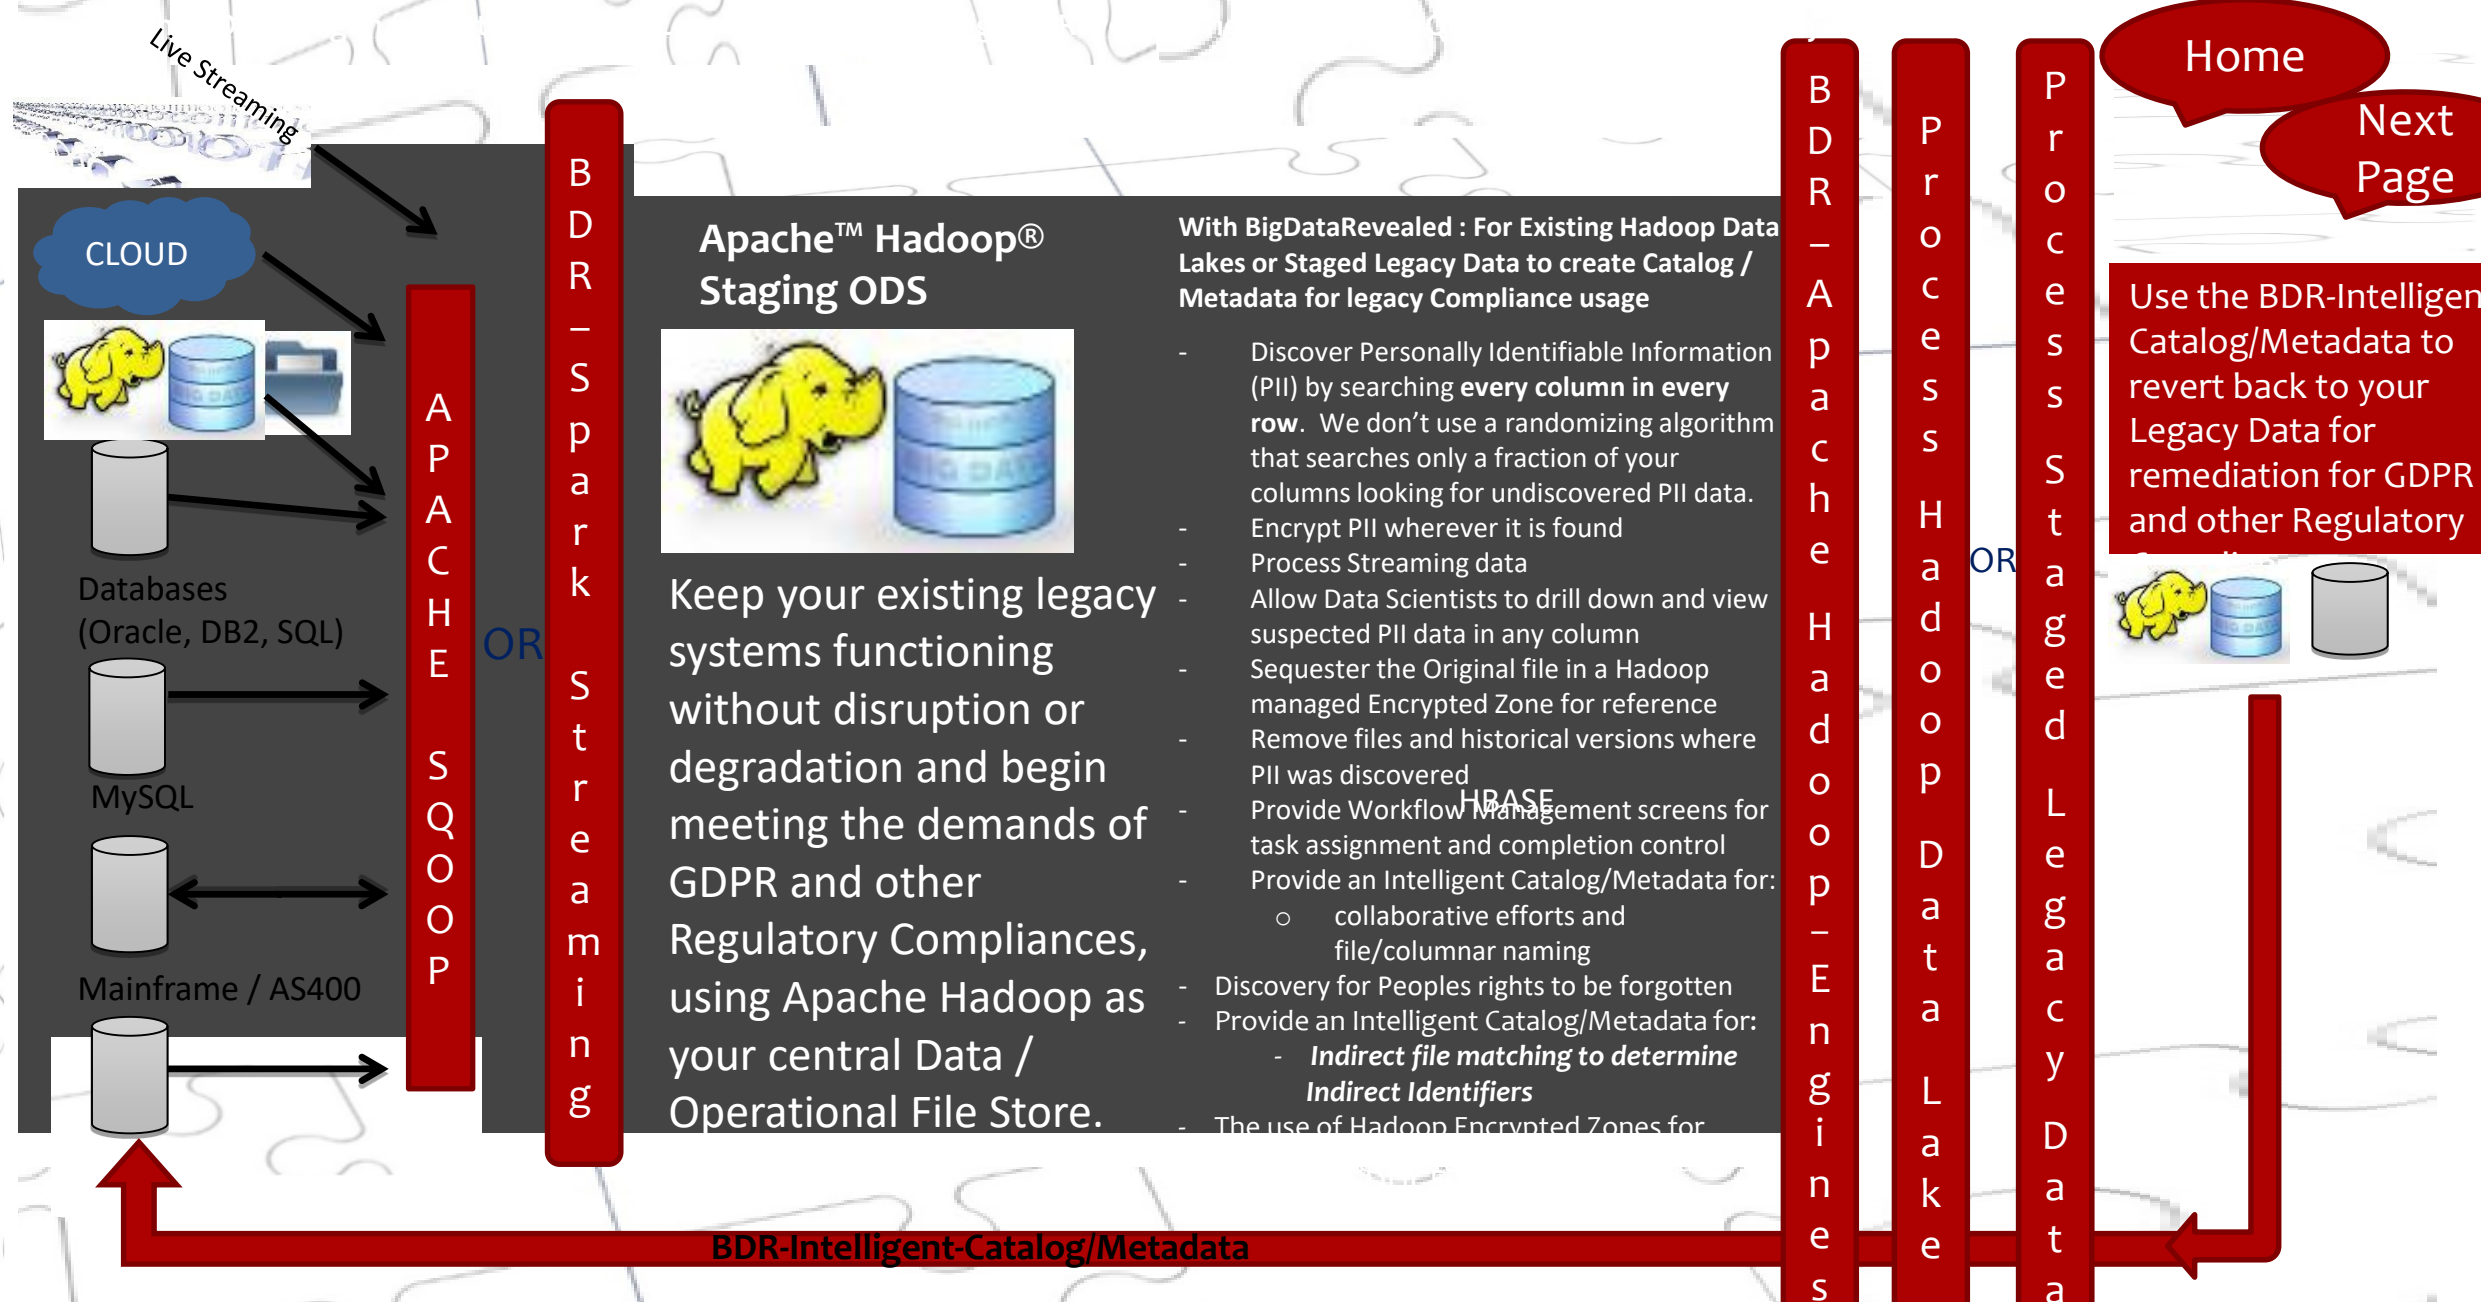 Live Streaming
CLOUD
Databases
(Oracle, DB2, SQL)
MySQL
Mainframe / AS400
APACHE SQOOP
OR
BDR – Spark Streaming
Apache™ Hadoop®
Staging ODS
BIG DATA
Keep your existing legacy
systems functioning
without disruption or
degradation and begin
meeting the demands of
GDPR and other
Regulatory Compliances,
using Apache Hadoop as
your central Data /
Operational File Store.
With BigDataRevealed : For Existing Hadoop Data
Lakes or Staged Legacy Data to create Catalog /
Metadata for legacy Compliance usage
- Discover Personally Identifiable Information
(PII) by searching every column in every
row. We don’t use a randomizing algorithm
that searches only a fraction of your
columns looking for undiscovered PII data.
- Encrypt PII wherever it is found
- Process Streaming data
- Allow Data Scientists to drill down and view
suspected PII data in any column
- Sequester the Original file in a Hadoop
managed Encrypted Zone for reference
- Remove files and historical versions where
PII was discovered
HBASE
- Provide Workflow Management screens for
task assignment and completion control
- Provide an Intelligent Catalog/Metadata for:
o collaborative efforts and
file/columnar naming
- Discovery for Peoples rights to be forgotten
- Provide an Intelligent Catalog/Metadata for:
- Indirect file matching to determine
Indirect Identifiers
- The use of Hadoop Encrypted Zones for
BDR – Apache Hadoop – Engines
Process Hadoop Data Lake
OR
Process Staged Legacy Data
Home
Next
Page
Use the BDR-Intelligen
Catalog/Metadata to
revert back to your
Legacy Data for
remediation for GDPR
and other Regulatory
BDR-Intelligent-Catalog/Metadata